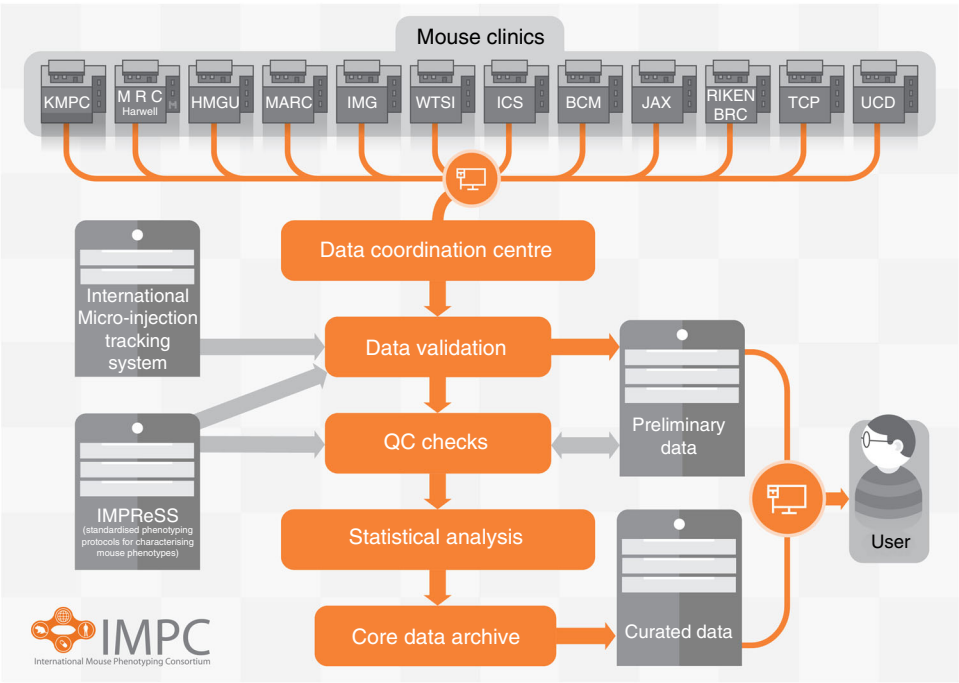 Mouse clinics
KMPC
M R C
Harwell
M
HMGU
MARC
IMG
WTSI
ICS
BCM
JAX
RIKEN
BRC
TCP
UCD
Data coordination centre
International
Micro-injection
tracking
system
Data validation
Preliminary
data
QC checks
IMPReSS
(standardised phenotyping
protocols for characterising
mouse phenotypes)
User
Statistical analysis
Core data archive
Curated data
IMPC
International Mouse Phenotyping Consortium